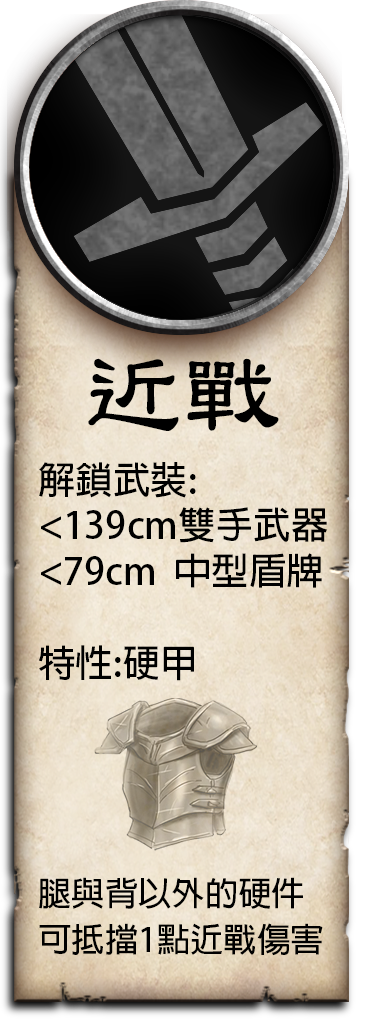 近戰
解鎖武裝:
<139cm雙手武器
<79cm 中型盾牌
特性:硬甲
腿與背以外的硬件
可抵擋1點近戰傷害